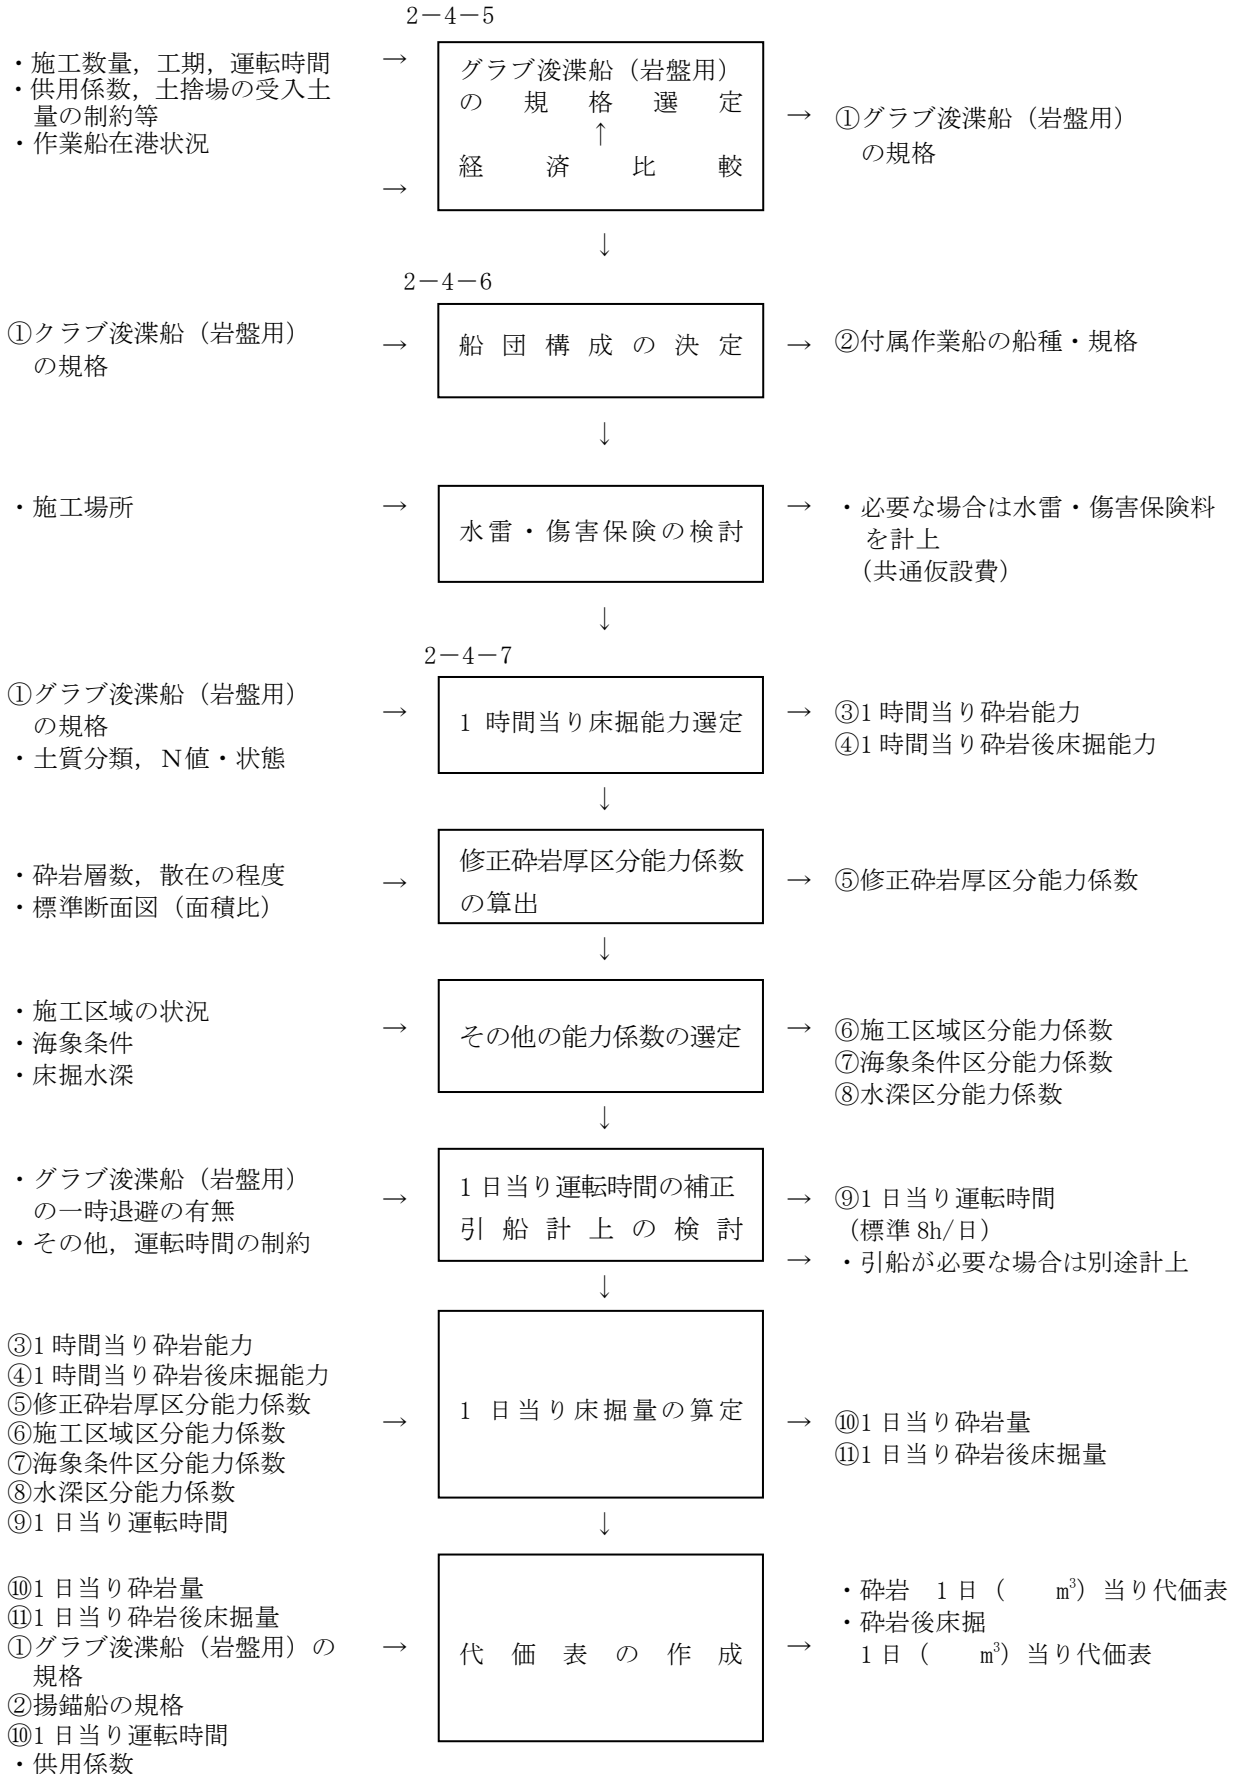 2－4－5
・施工数量，工期，運転時間
・供用係数，土捨場の受入土
量の制約等
・作業船在港状況
→
→
グラブ浚渫船（岩盤用）
の規格選定
↑
経済比較
→ ①グラブ浚渫船（岩盤用）
の規格
↓
2－4－6
①クラブ浚渫船（岩盤用）
の規格
→
船団構成の決定
→ ②付属作業船の船種・規格
↓
・施工場所
→
水雷・傷害保険の検討
→ ・必要な場合は水雷・傷害保険料
を計上
（共通仮設費）
↓
2－4－7
①グラブ浚渫船（岩盤用）
の規格
・土質分類，Ｎ値・状態
→
1 時間当り床掘能力選定
→ ③1 時間当り砕岩能力
④1 時間当り砕岩後床掘能力
↓
・砕岩層数，散在の程度
・標準断面図（面積比）
→
修正砕岩厚区分能力係数
の算出
→ ⑤修正砕岩厚区分能力係数
↓
・施工区域の状況
・海象条件
・床掘水深
→
その他の能力係数の選定
→ ⑥施工区域区分能力係数
⑦海象条件区分能力係数
⑧水深区分能力係数
↓
・グラブ浚渫船（岩盤用）
の一時退避の有無
・その他，運転時間の制約
→
1 日当り運転時間の補正
引船計上の検討
→ ⑨1 日当り運転時間
（標準 8h/日）
→ ・引船が必要な場合は別途計上
↓
③1 時間当り砕岩能力
④1 時間当り砕岩後床掘能力
⑤修正砕岩厚区分能力係数
⑥施工区域区分能力係数
⑦海象条件区分能力係数
⑧水深区分能力係数
⑨1 日当り運転時間
→
1 日当り床掘量の算定
→ ⑩1 日当り砕岩量
⑪1 日当り砕岩後床掘量
↓
⑩1 日当り砕岩量
⑪1 日当り砕岩後床掘量
①グラブ浚渫船（岩盤用）の
規格
②揚錨船の規格
⑩1 日当り運転時間
・供用係数
→
代価表の作成
→
・砕岩　1 日（　　m³）当り代価表
・砕岩後床掘
1 日（　　m³）当り代価表